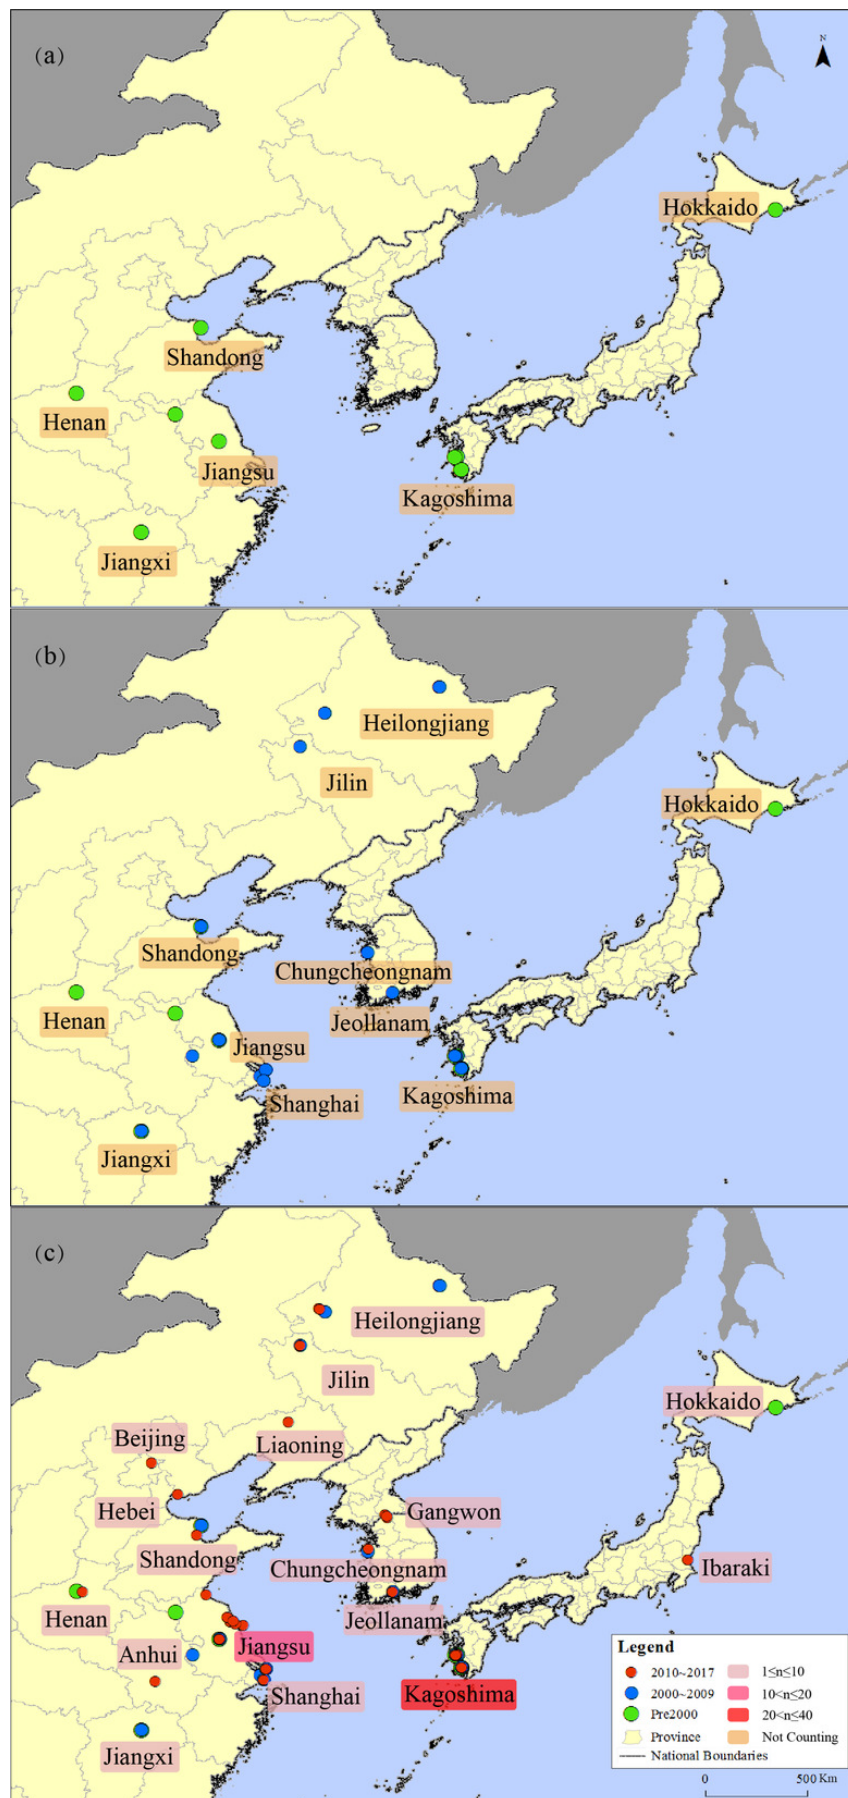 (a)
N
Hokkaido
Shandong
Henan
Jiangsu
Kagoshima
Jiangxi
(b)
Heilongjiang
Jilin
Hokkaido
Shandong
Chungcheongnam
Henan
Jeollanam
Jiangsu
Kagoshima
Shanghai
Jiangxi
(c)
Heilongjiang
Jilin
Hokkaido
Beijing
Liaoning
Hebei
Gangwon
Shandong
Chungcheongnam
Ibaraki
Henan
Jeollanam
Anhui
Jiangsu
Shanghai
Kagoshima
Jiangxi
Legend
2010~2017 1≤n≤10
2000~2009 10<n≤20
Pre2000 20<n≤40
Province Not Counting
National Boundaries
0 500 Km